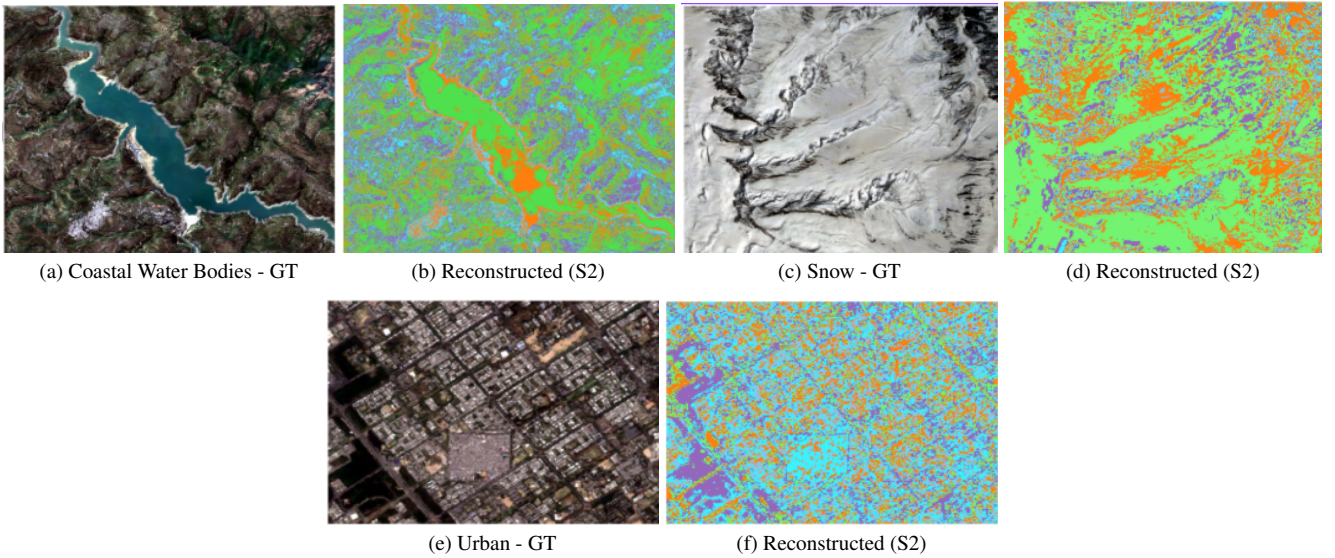 (a) Coastal Water Bodies - GT
(b) Reconstructed (S2)
(c) Snow - GT
(d) Reconstructed (S2)
(e) Urban - GT
(f) Reconstructed (S2)